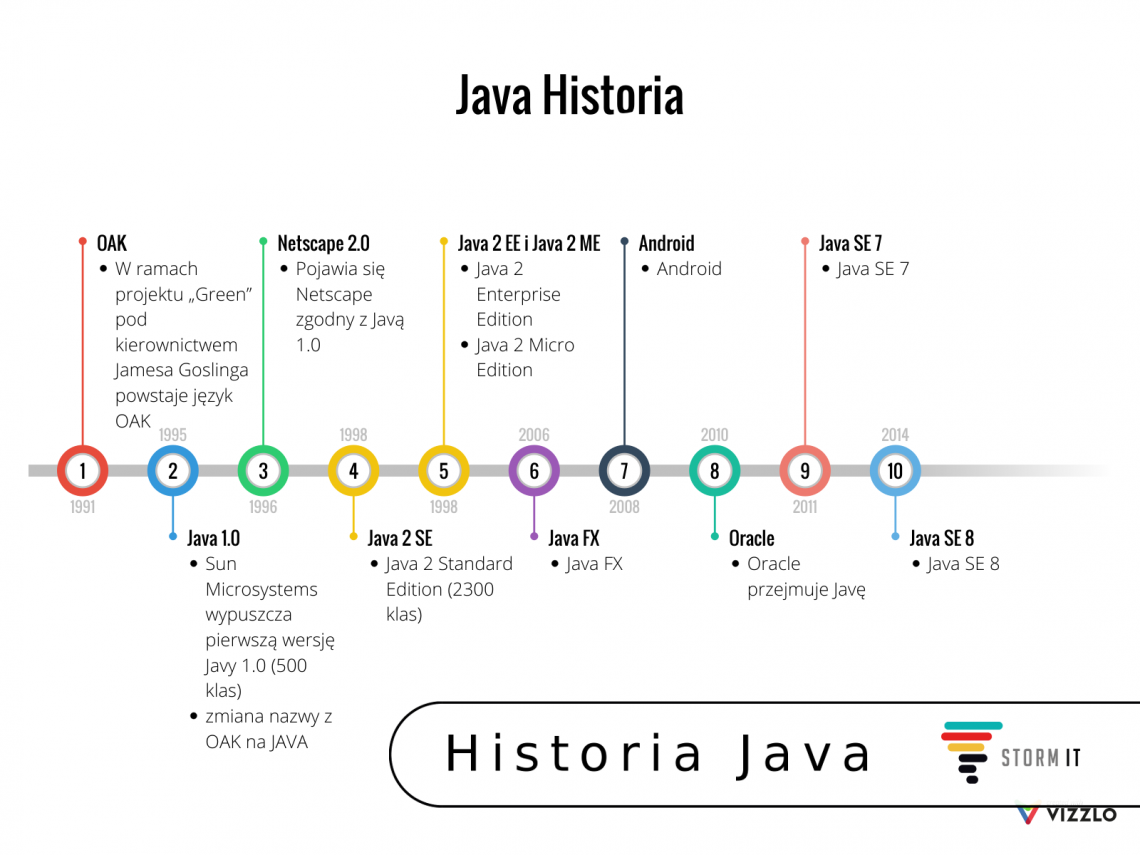 Java Historia
OAK
W ramach
projektu „Green”
pod
kierownictwem
Jamesa Goslinga
powstaje język
OAK
Netscape 2.0
Pojawia się
Netscape
zgodny z Javą
1.0
Java 2 EE i Java 2 ME
Java 2
Enterprise
Edition
Java 2 Micro
Edition
Android
Android
Java SE 7
Java SE 7
1995
1998
2006
2010
2014
1 2 3 4 5 6 7 8 9 10
1991
1996
1998
2008
2011
Java 1.0
Sun
Microsystems
wypuszcza
pierwszą wersję
Javy 1.0 (500
klas)
zmiana nazwy z
OAK na JAVA
Java 2 SE
Java 2 Standard
Edition (2300
klas)
Java FX
Java FX
Oracle
Oracle
przejmuje Javę
Java SE 8
Java SE 8
Historia Java
STORM IT
VIZZLO